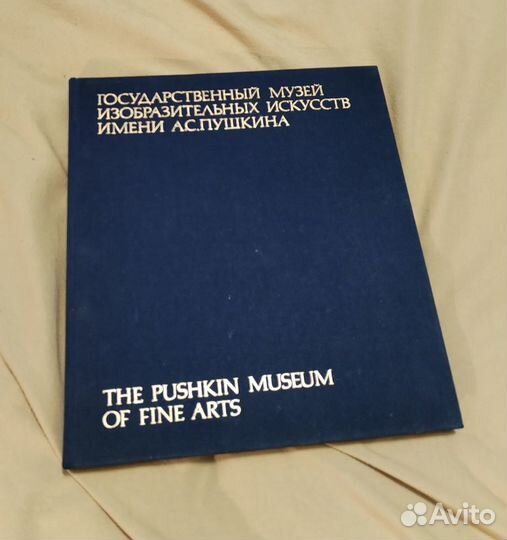 ГОСУДАРСТВЕННЫЙ МУЗЕЙ
ИЗОБРАЗИТЕЛЬНЫХ ИСКУССТВ
ИМЕНИ А.С.ПУШКИНА
THE PUSHKIN MUSEUM
OF FINE ARTS
Avito